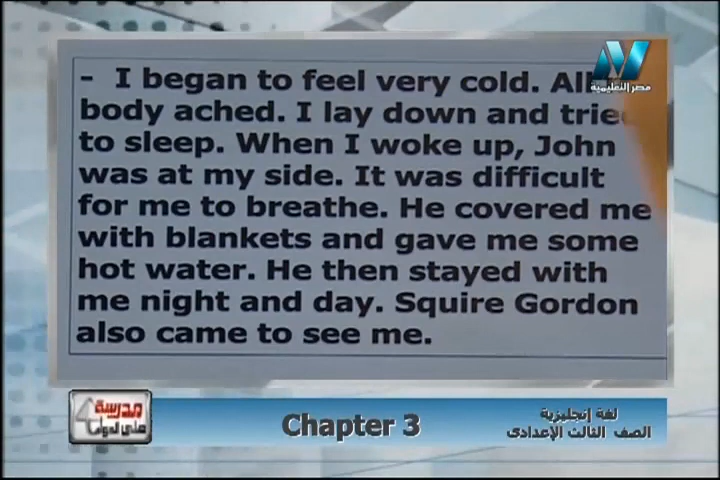 - I began to feel very cold. All
body ached. I lay down and tried
to sleep. When I woke up, John
was at my side. It was difficult
for me to breathe. He covered me
with blankets and gave me some
hot water. He then stayed with
me night and day. Squire Gordon
also came to see me.
مصر التعليمية
مدرسة
على الهواء
Chapter 3
لغة إنجليزية
الصف الثالث الإعدادى